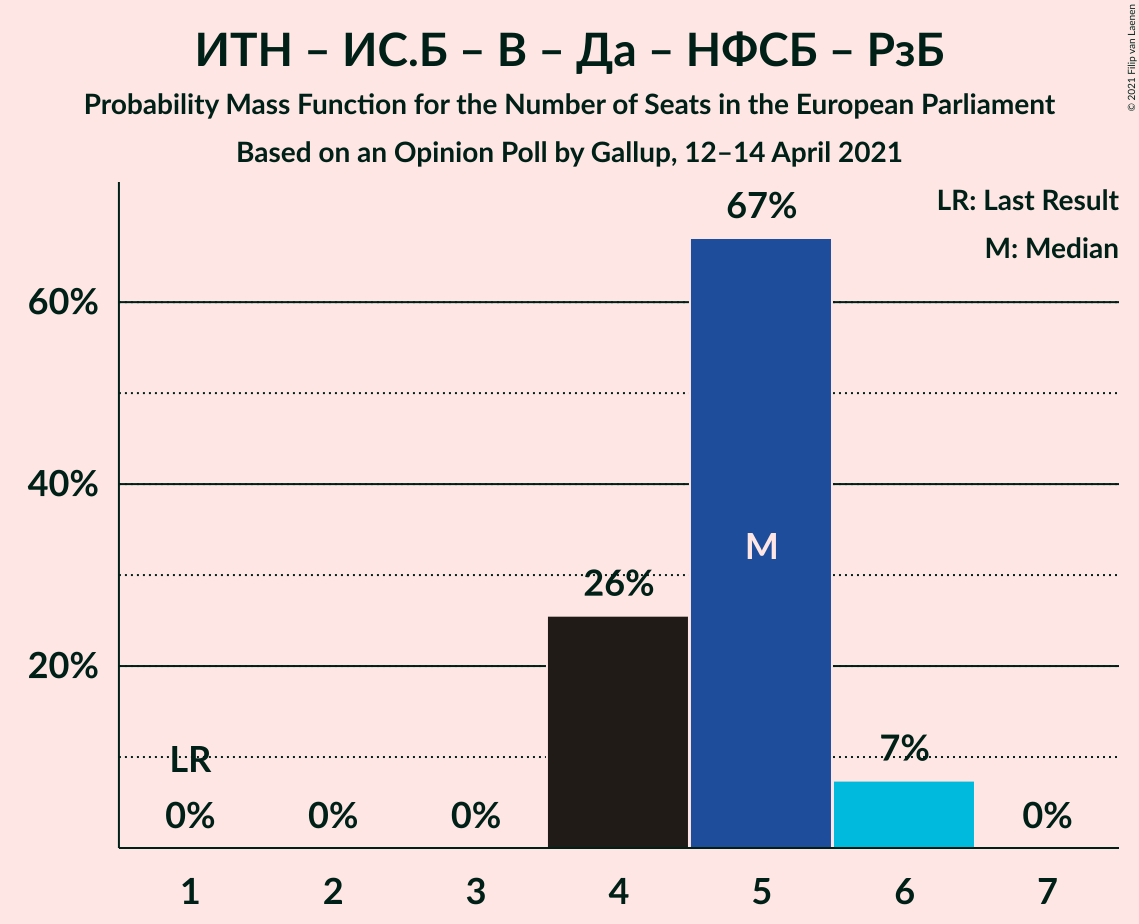 ИТН – ИС.Б – В – Да – НФСБ – РзБ
Probability Mass Function for the Number of Seats in the European Parliament
Based on an Opinion Poll by Gallup, 12–14 April 2021
© 2021 Filip van Laenen
LR: Last Result
M: Median
67%
60%
40%
M
26%
20%
LR
7%
0%
0%
0%
0%
1
2
3
4
5
6
7